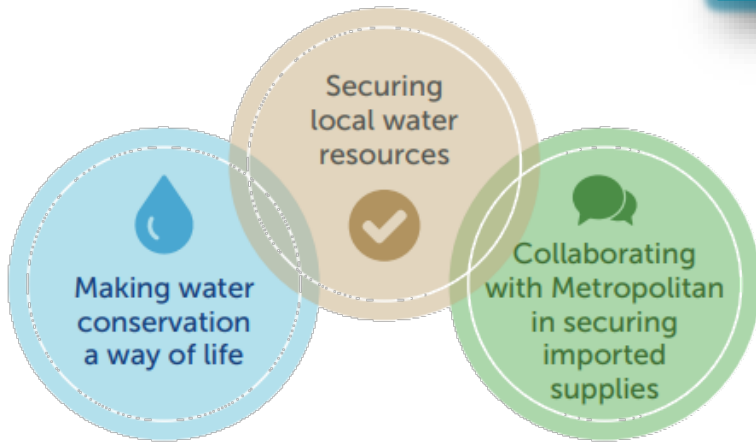 Securing
local water
resources
Making water
conservation
a way of life
Collaborating
with Metropolitan
in securing
imported
supplies